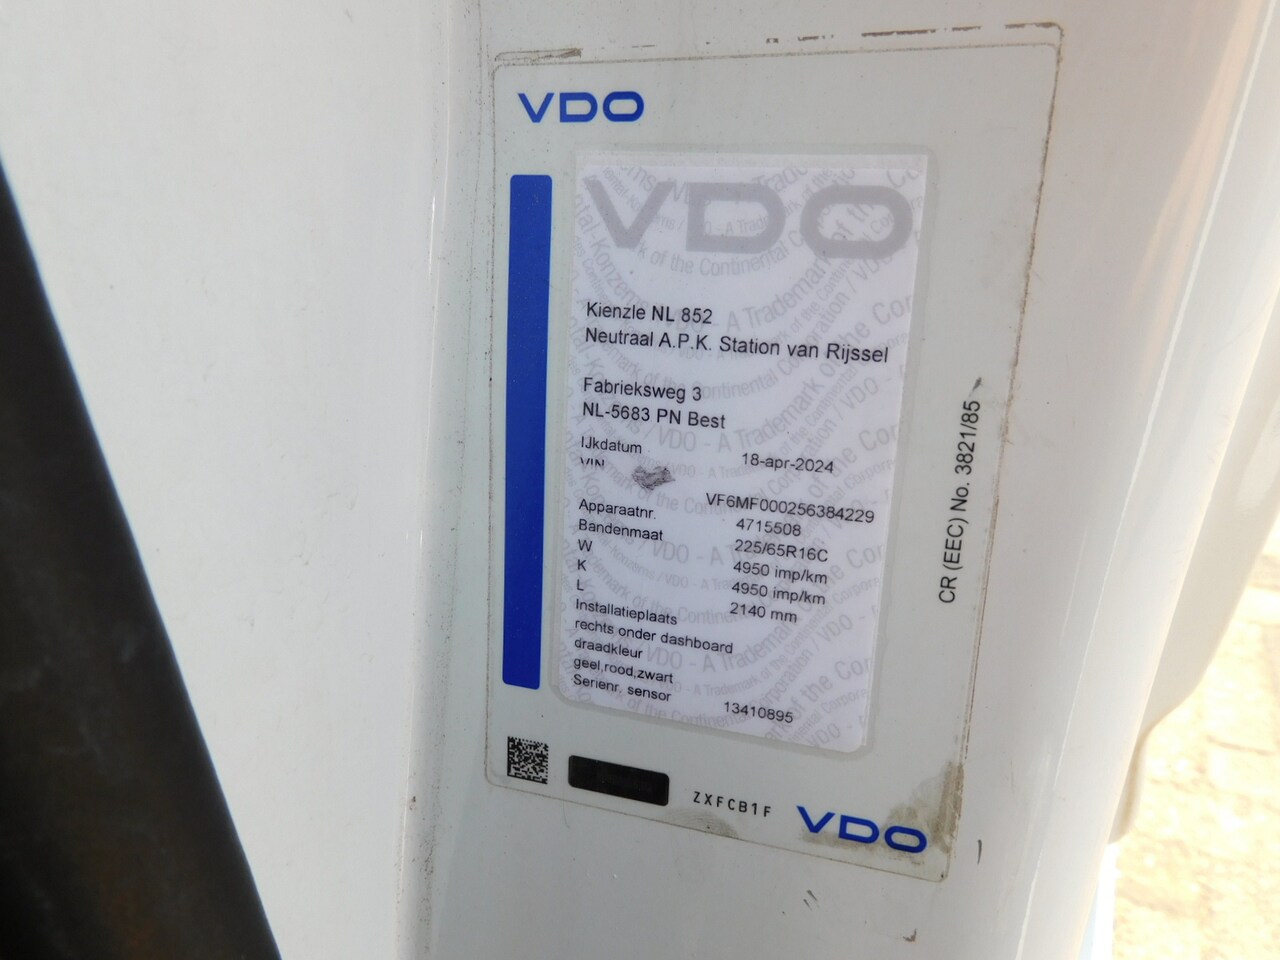 VDO
VDO
Kienzle NL 852
Neutraal A.P.K. Station van Rijssel
Fabrieksweg 3
NL-5683 PN Best
IJkdatum 18-apr-2024
VIN VF6MF000256384229
Apparaatnr. 4715508
Bandenmaat 225/65R16C
W 4950 imp/km
K 4950 imp/km
L 2140 mm
Installatieplaats
rechts onder dashboard
draadkleur
geel,rood,zwart
Serienr. sensor 13410895
CR (EEC) No. 3821/85
ZXFCB1F
VDO